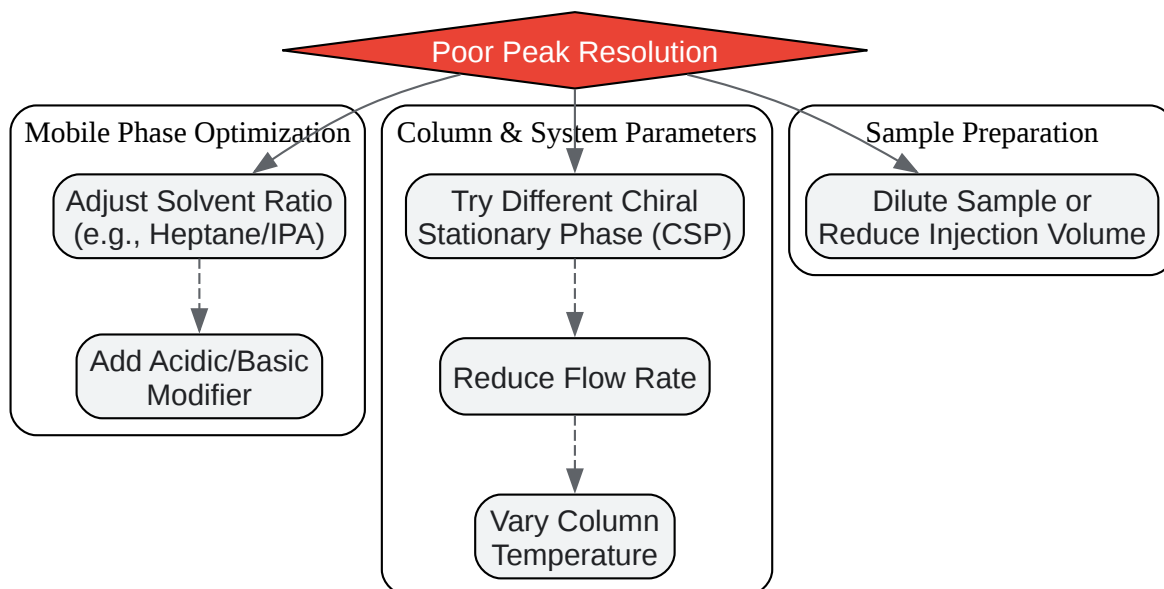 Poor Peak Resolution
Mobile Phase Optimization
Adjust Solvent Ratio
(e.g., Heptane/IPA)
Add Acidic/Basic
Modifier
Column & System Parameters
Try Different Chiral
Stationary Phase (CSP)
Reduce Flow Rate
Vary Column
Temperature
Sample Preparation
Dilute Sample or
Reduce Injection Volume